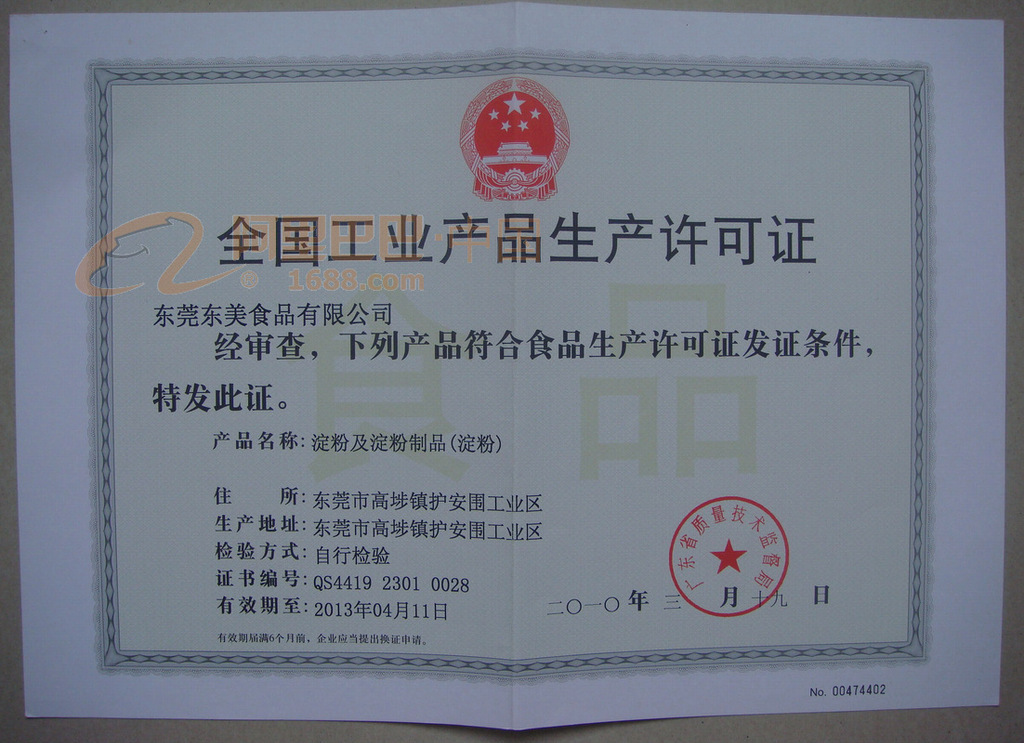 全国工业产品生产许可证
阿里巴巴·中国
1688.com
食品
东莞东美食品有限公司
经审查，下列产品符合食品生产许可证发证条件，
特发此证。
产品名称：淀粉及淀粉制品(淀粉)
住 所：东莞市高埗镇护安围工业区
生产地址：东莞市高埗镇护安围工业区
检验方式：自行检验
证书编号：QS4419 2301 0028
有效期至：2013年04月11日
广东省质量技术监督局
二〇一〇年 三 月 十九 日
有效期届满6个月前，企业应当提出换证申请。
No. 00474402